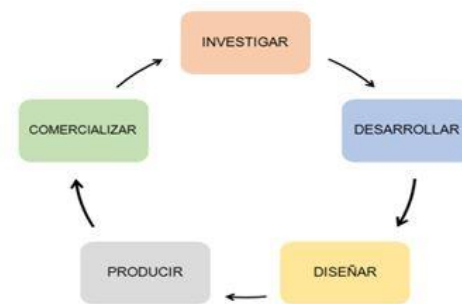 INVESTIGAR
DESARROLLAR
DISEÑAR
PRODUCIR
COMERCIALIZAR